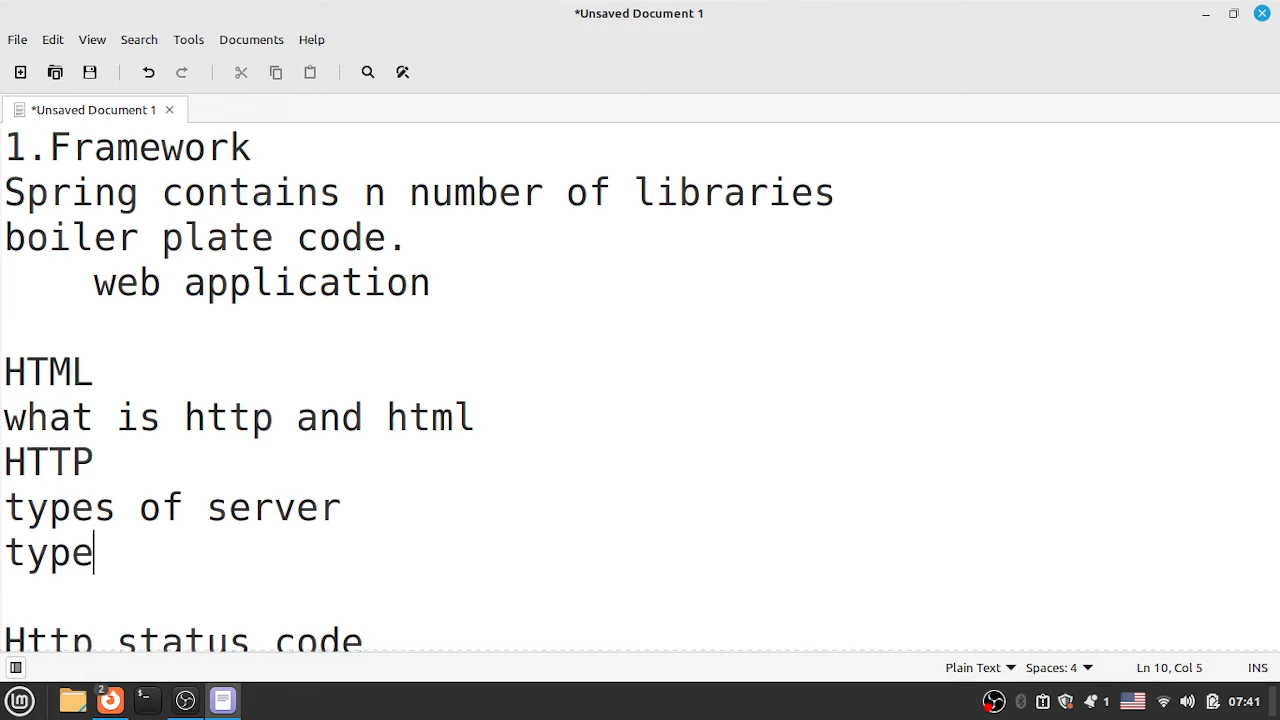 *Unsaved Document 1
File Edit View Search Tools Documents Help
*Unsaved Document 1
1.Framework
Spring contains n number of libraries
boiler plate code.
web application
HTML
what is http and html
HTTP
types of server
type
Http status code
Plain Text Spaces: 4 Ln 10, Col 5 INS
2 1 07:41